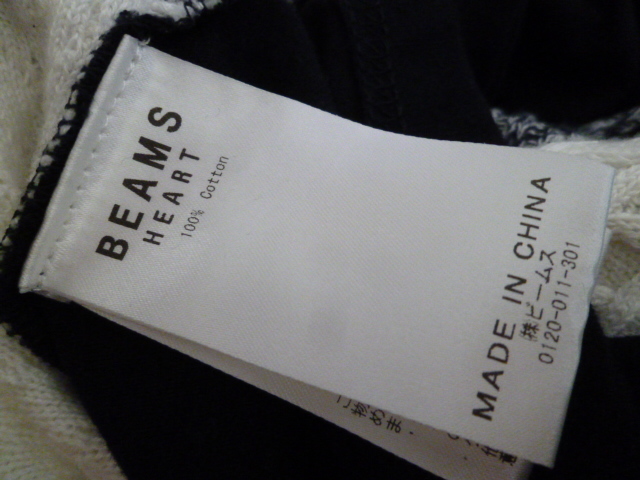 BEAMS
HEART
100% Cotton
MADE IN CHINA
㈱ビームス
0120-011-301